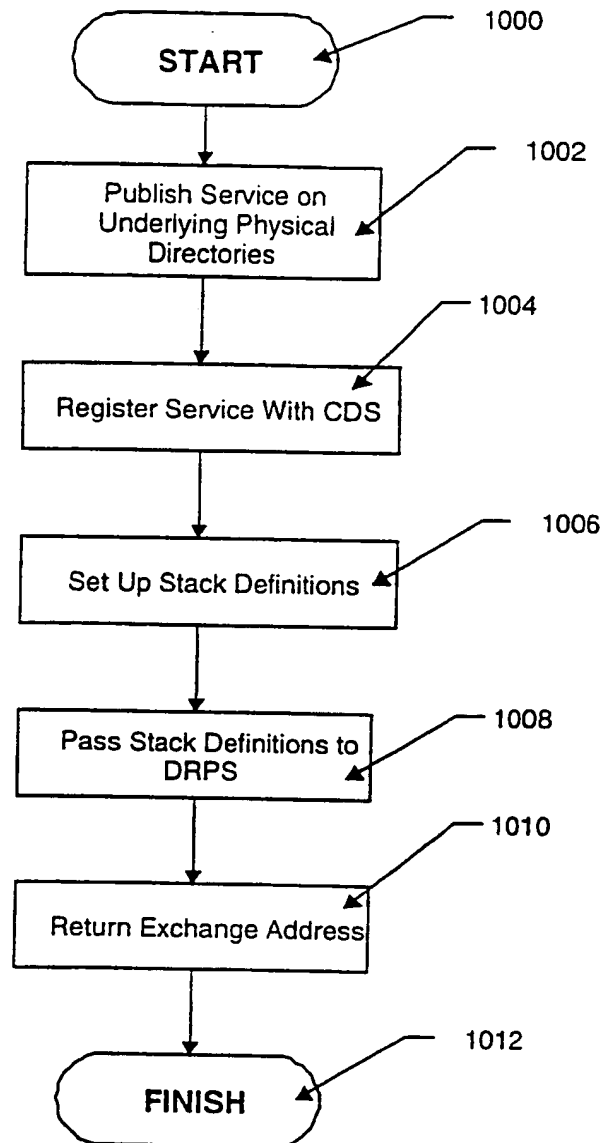 1000
START
1002
Publish Service on
Underlying Physical
Directories
1004
Register Service With CDS
1006
Set Up Stack Definitions
1008
Pass Stack Definitions to
DRPS
1010
Return Exchange Address
1012
FINISH